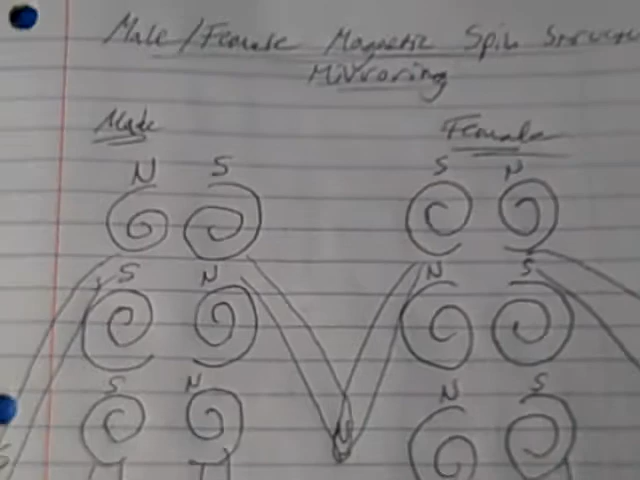 Male/Female Magnetic Spin
Mirroring
Male Female
N S S N
S N N S
S N N S
N
S